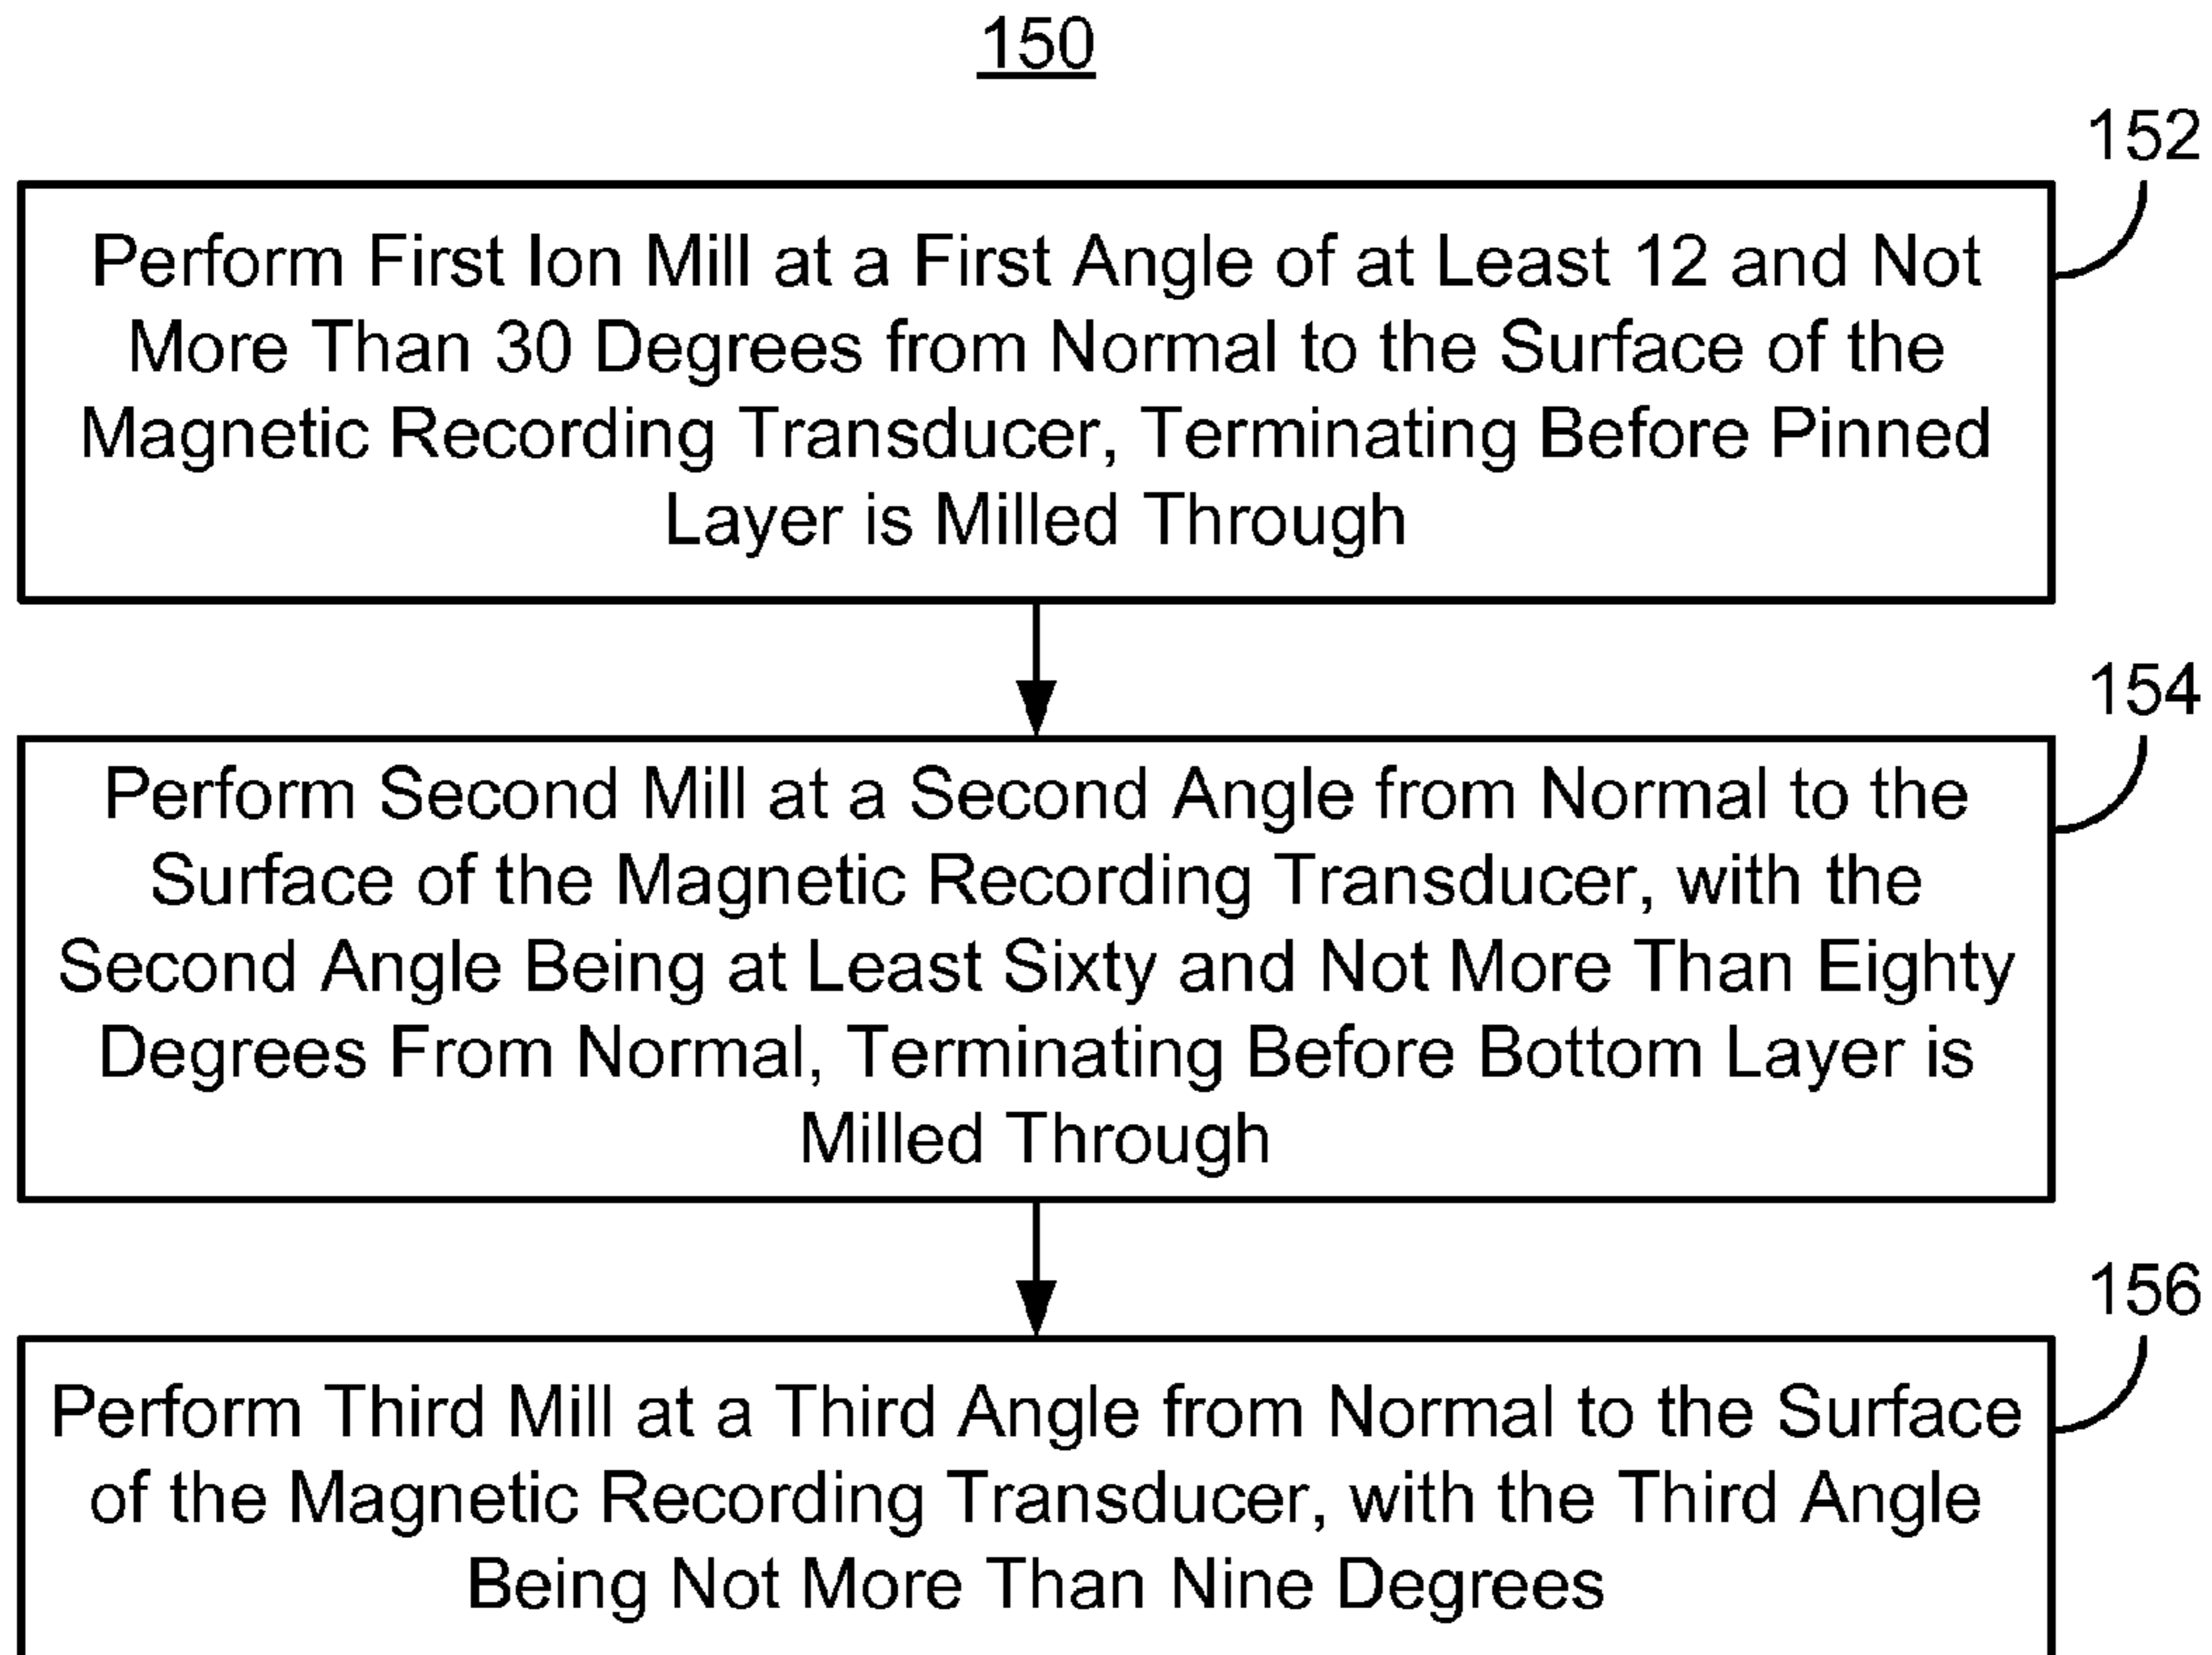 150
152
Perform First Ion Mill at a First Angle of at Least 12 and Not
More Than 30 Degrees from Normal to the Surface of the
Magnetic Recording Transducer, Terminating Before Pinned
Layer is Milled Through
154
Perform Second Mill at a Second Angle from Normal to the
Surface of the Magnetic Recording Transducer, with the
Second Angle Being at Least Sixty and Not More Than Eighty
Degrees From Normal, Terminating Before Bottom Layer is
Milled Through
156
Perform Third Mill at a Third Angle from Normal to the Surface
of the Magnetic Recording Transducer, with the Third Angle
Being Not More Than Nine Degrees